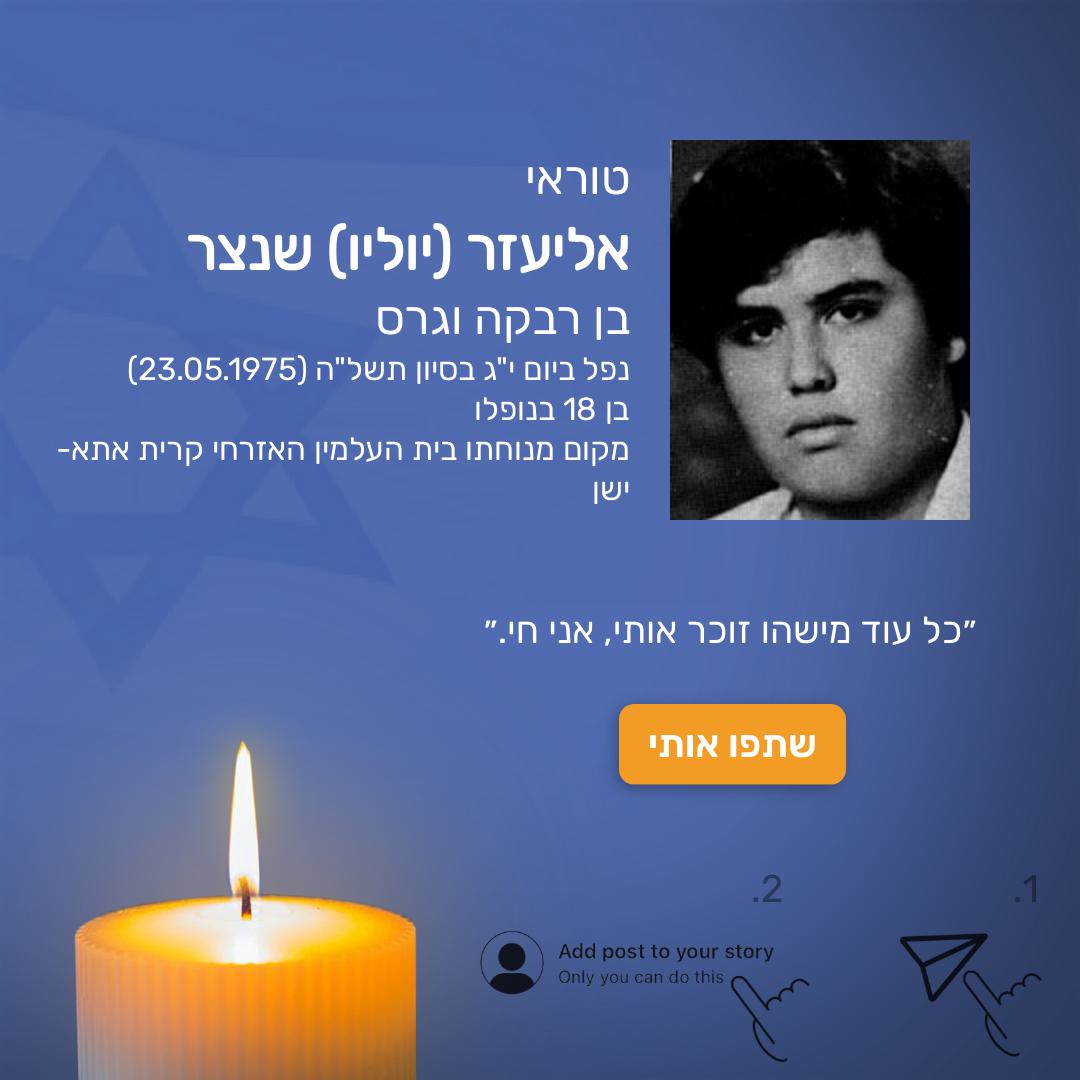 טוראי
אליעזר (יוליו) שנצר
בן רבקה וגרס
נפל ביום י"ג בסיון תשל"ה (23.05.1975)
בן 18 בנופלו
מקום מנוחתו בית העלמין האזרחי קרית אתא-
ישן
״כל עוד מישהו זוכר אותי, אני חי.״
שתפו אותי
.1
.2
Add post to your story
Only you can do this